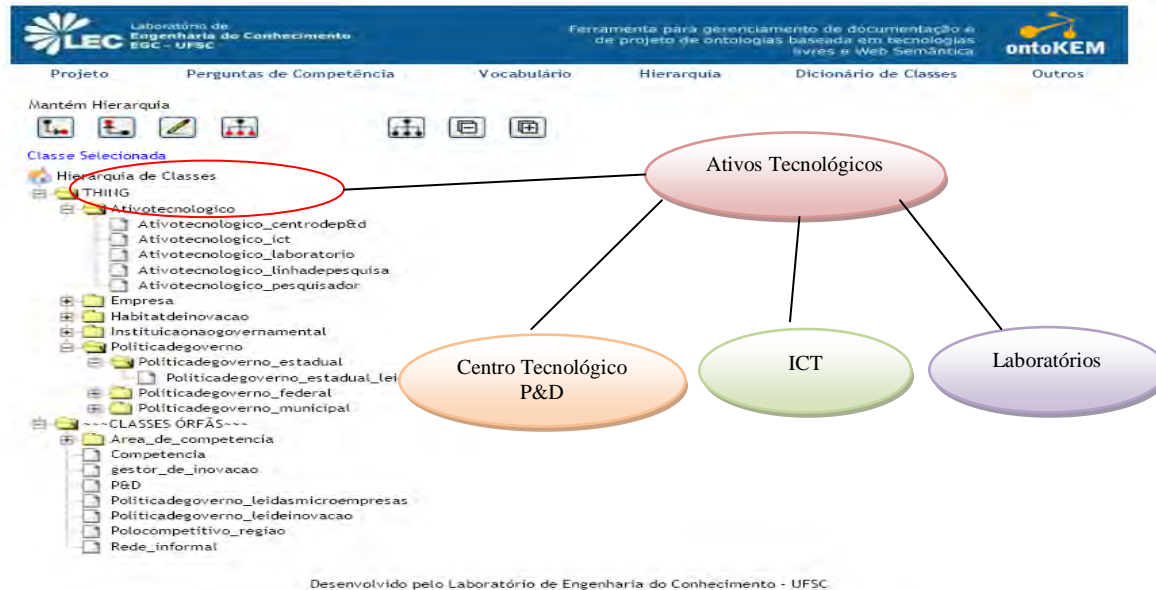 LEC
Laboratório de
Engenharia do Conhecimento
EGC - UFSC
Ferramenta para gerenciamento de documentação e
de projeto de ontologias baseada em tecnologias
livres e Web Semântica
ontoKEM
Projeto Perguntas de Competência Vocabulário Hierarquia Dicionário de Classes Outros
Mantém Hierarquia
Classe Selecionada
Hierarquia de Classes
THING
Ativotecnologico
Ativotecnologico_centrodep&d
Ativotecnologico_ict
Ativotecnologico_laboratorio
Ativotecnologico_linhadepesquisa
Ativotecnologico_pesquisador
Empresa
Habitatdeinovacao
Instituicaonaogovernamental
Politicadegoverno
Politicadegoverno_estadual
Politicadegoverno_estadual_lei
Politicadegoverno_federal
Politicadegoverno_municipal
~~~CLASSES ÓRFÃS~~~
Area_de_competencia
Competencia
gestor_de_inovacao
P&D
Politicadegoverno_leidasmicroempresas
Politicadegoverno_leideinovacao
Polocompetitivo_regiao
Rede_informal
Ativos Tecnológicos
Centro Tecnológico
P&D
ICT
Laboratórios
Desenvolvido pelo Laboratório de Engenharia do Conhecimento - UFSC